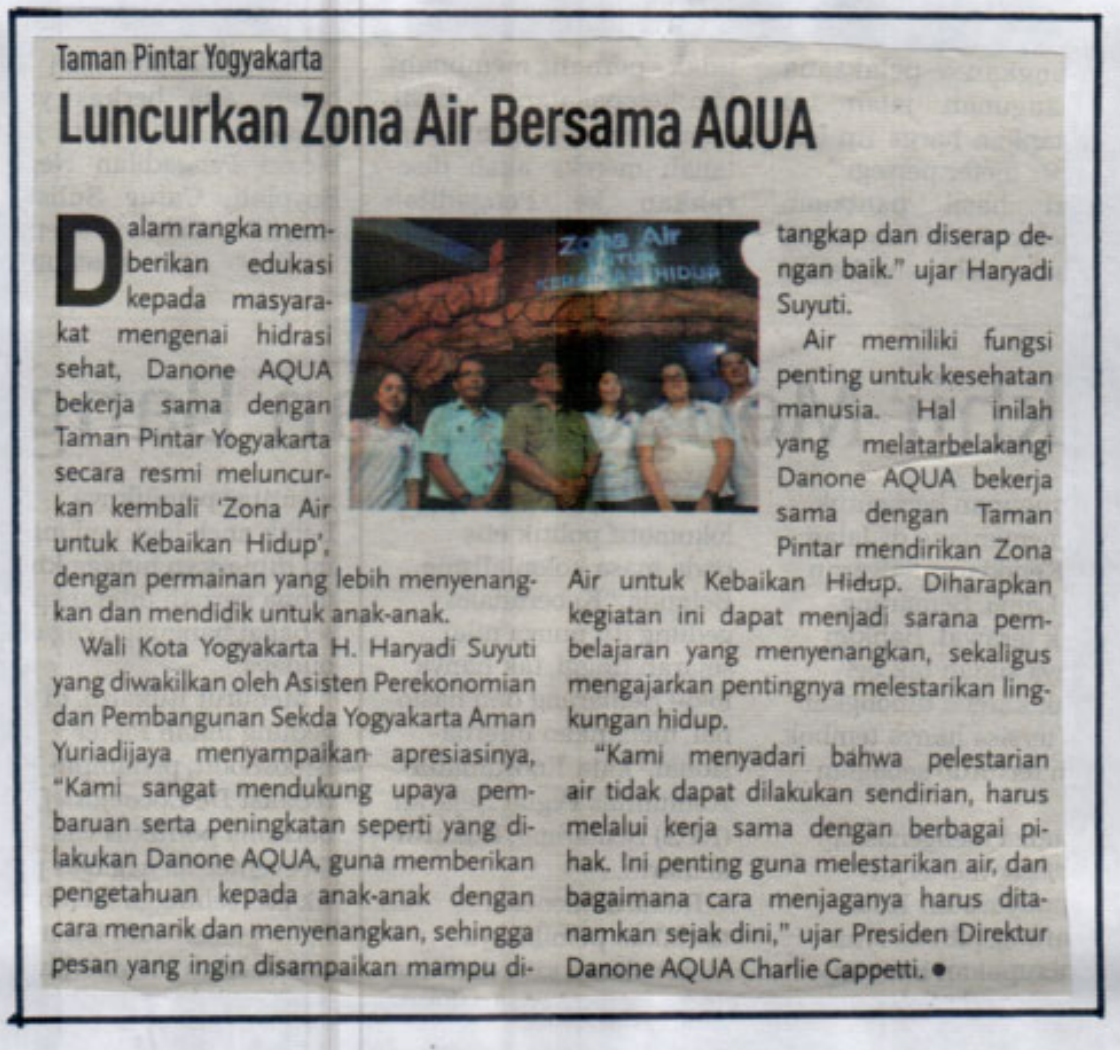 Taman Pintar Yogyakarta
Luncurkan Zona Air Bersama AQUA
Dalam rangka mem-
berikan edukasi
kepada masyara-
kat mengenai hidrasi
sehat, Danone AQUA
bekerja sama dengan
Taman Pintar Yogyakarta
secara resmi meluncur-
kan kembali 'Zona Air
untuk Kebaikan Hidup',
dengan permainan yang lebih menyenang-
kan dan mendidik untuk anak-anak.
Wali Kota Yogyakarta H. Haryadi Suyuti
yang diwakilkan oleh Asisten Perekonomian
dan Pembangunan Sekda Yogyakarta Aman
Yuriadijaya menyampaikan apresiasinya,
"Kami sangat mendukung upaya pem-
baruan serta peningkatan seperti yang di-
lakukan Danone AQUA, guna memberikan
pengetahuan kepada anak-anak dengan
cara menarik dan menyenangkan, sehingga
pesan yang ingin disampaikan mampu di-
Zona Air
UNTUK
KEBAIKAN HIDUP
tangkap dan diserap de-
ngan baik." ujar Haryadi
Suyuti.
Air memiliki fungsi
penting untuk kesehatan
manusia. Hal inilah
yang melatarbelakangi
Danone AQUA bekerja
sama dengan Taman
Pintar mendirikan Zona
Air untuk Kebaikan Hidup. Diharapkan
kegiatan ini dapat menjadi sarana pem-
belajaran yang menyenangkan, sekaligus
mengajarkan pentingnya melestarikan ling-
kungan hidup.
"Kami menyadari bahwa pelestarian
air tidak dapat dilakukan sendirian, harus
melalui kerja sama dengan berbagai pi-
hak. Ini penting guna melestarikan air, dan
bagaimana cara menjaganya harus dita-
namkan sejak dini," ujar Presiden Direktur
Danone AQUA Charlie Cappetti. ●